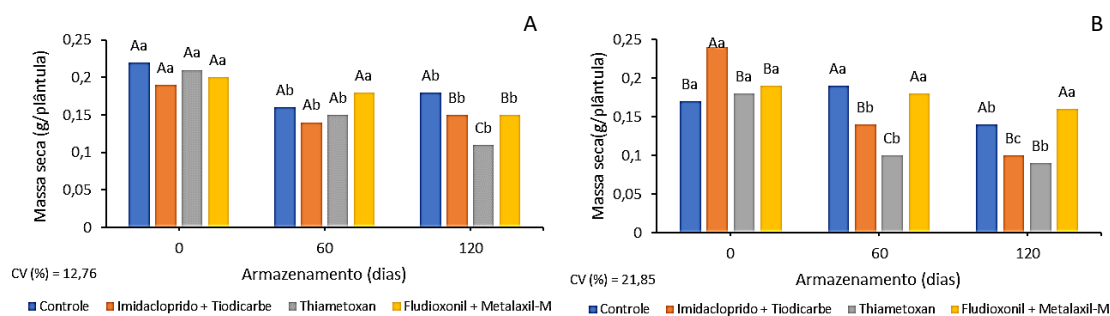 A
Massa seca (g/plântula)
0,25
0,2
0,15
0,1
0,05
0
Aa Aa Aa Aa
Ab Ab Ab Aa
Ab Bb Cb Bb
0 60 120
Armazenamento (dias)
CV (%) = 12,76
Controle Imidacloprido + Tiodicarbe Thiametoxan Fludioxonil + Metalaxil-M
B
Massa seca(g/plântula)
0,25
0,2
0,15
0,1
0,05
0
Ba Aa Ba Ba
Aa Bb Cb Aa
Ab Bc Bb Aa
0 60 120
Armazenamento (dias)
CV (%) = 21,85
Controle Imidacloprido + Tiodicarbe Thiametoxan Fludioxonil + Metalaxil-M